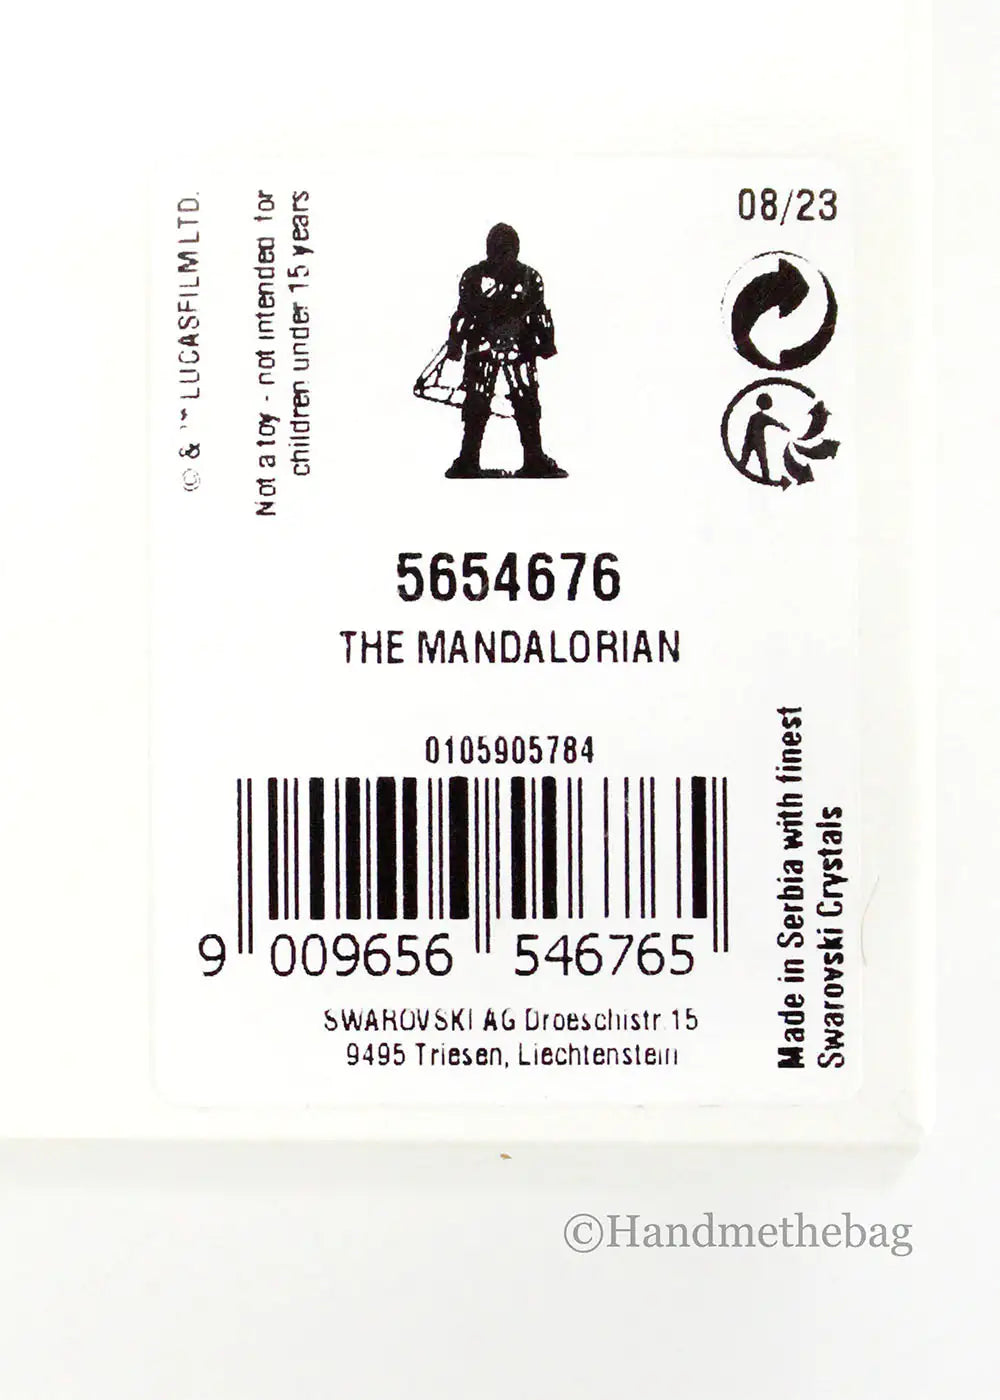 © & ™ LUCASFILM LTD.
Not a toy - not intended for
children under 15 years
08/23
5654676
THE MANDALORIAN
0105905784
9 009656 546765
SWAROVSKI AG Droeschistr. 15
9495 Triesen, Liechtenstein
Made in Serbia with finest
Swarovski Crystals
©Handmethebag